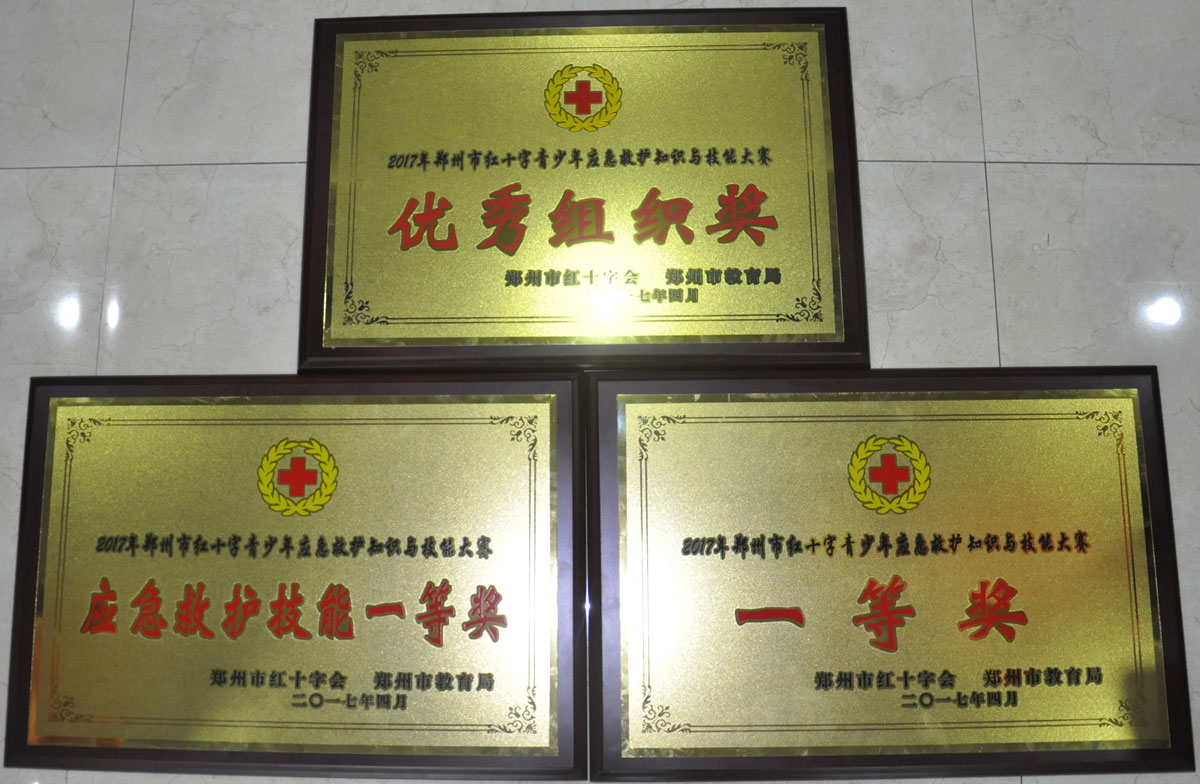 2017年郑州市红十字青少年应急救护知识与技能大赛
优秀组织奖
郑州市红十字会 郑州市教育局
一七年四月
2017年郑州市红十字青少年应急救护知识与技能大赛
应急救护技能一等奖
郑州市红十字会 郑州市教育局
二〇一七年四月
2017年郑州市红十字青少年应急救护知识与技能大赛
一等奖
郑州市红十字会 郑州市教育局
二〇一七年四月